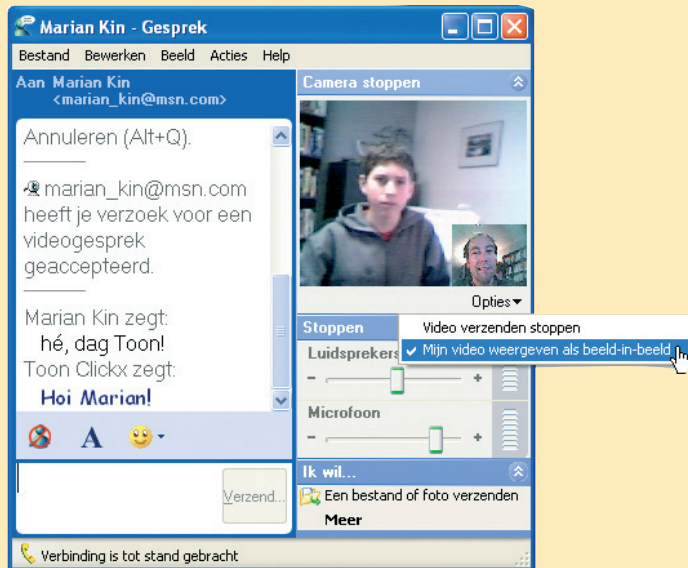 Marian Kin - Gesprek
Bestand Bewerken Beeld Acties Help
Aan Marian Kin
<marian_kin@msn.com>
Annuleren (Alt+Q).
marian_kin@msn.com
heeft je verzoek voor een
videogesprek
geaccepteerd.
Marian Kin zegt:
hé, dag Toon!
Toon Clickx zegt:
Hoi Marian!
Verzend...
Camera stoppen
Opties
Video verzenden stoppen
Mijn video weergeven als beeld-in-beeld
Stoppen
Luidsprekers
- +
Microfoon
- +
Ik wil...
Een bestand of foto verzenden
Meer
Verbinding is tot stand gebracht